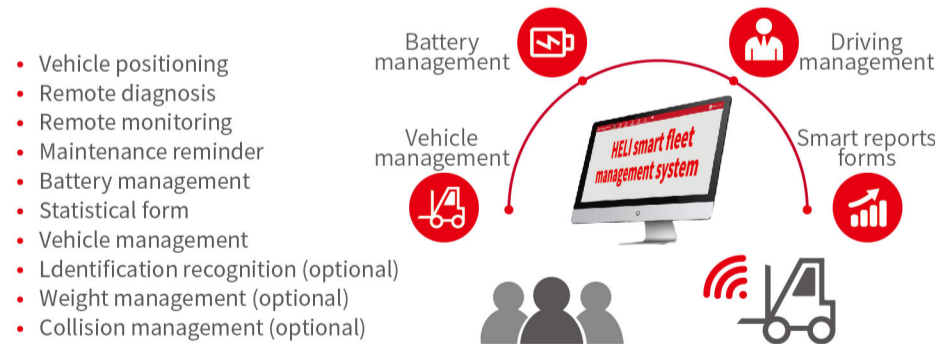 Vehicle positioning
Remote diagnosis
Remote monitoring
Maintenance reminder
Battery management
Statistical form
Vehicle management
Ldentification recognition (optional)
Weight management (optional)
Collision management (optional)
Battery
management
Driving
management
Vehicle
management
Smart reports
forms
HELI smart fleet
management system